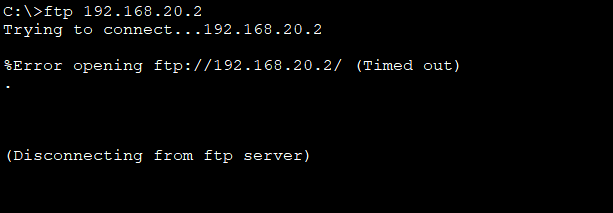 C:\>ftp 192.168.20.2
Trying to connect...192.168.20.2
%Error opening ftp://192.168.20.2/ (Timed out)
.
(Disconnecting from ftp server)